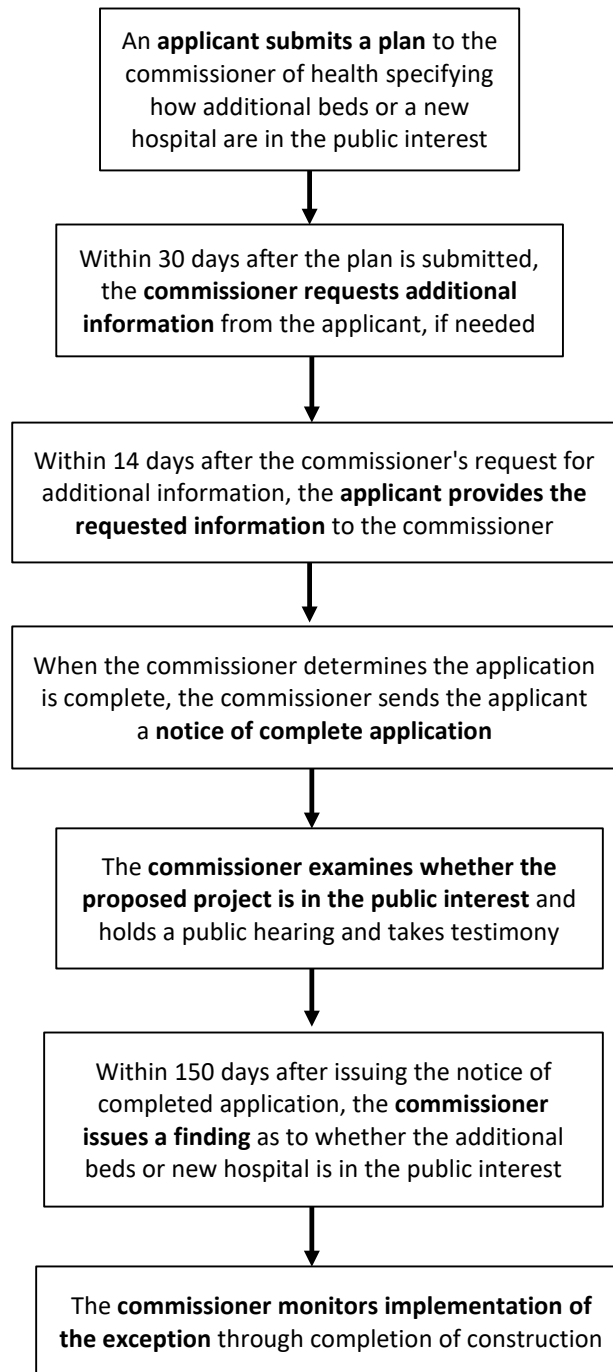 An applicant submits a plan to the
commissioner of health specifying
how additional beds or a new
hospital are in the public interest
Within 30 days after the plan is submitted,
the commissioner requests additional
information from the applicant, if needed
Within 14 days after the commissioner's request for
additional information, the applicant provides the
requested information to the commissioner
When the commissioner determines the application
is complete, the commissioner sends the applicant
a notice of complete application
The commissioner examines whether the
proposed project is in the public interest and
holds a public hearing and takes testimony
Within 150 days after issuing the notice of
completed application, the commissioner
issues a finding as to whether the additional
beds or new hospital is in the public interest
The commissioner monitors implementation of
the exception through completion of construction